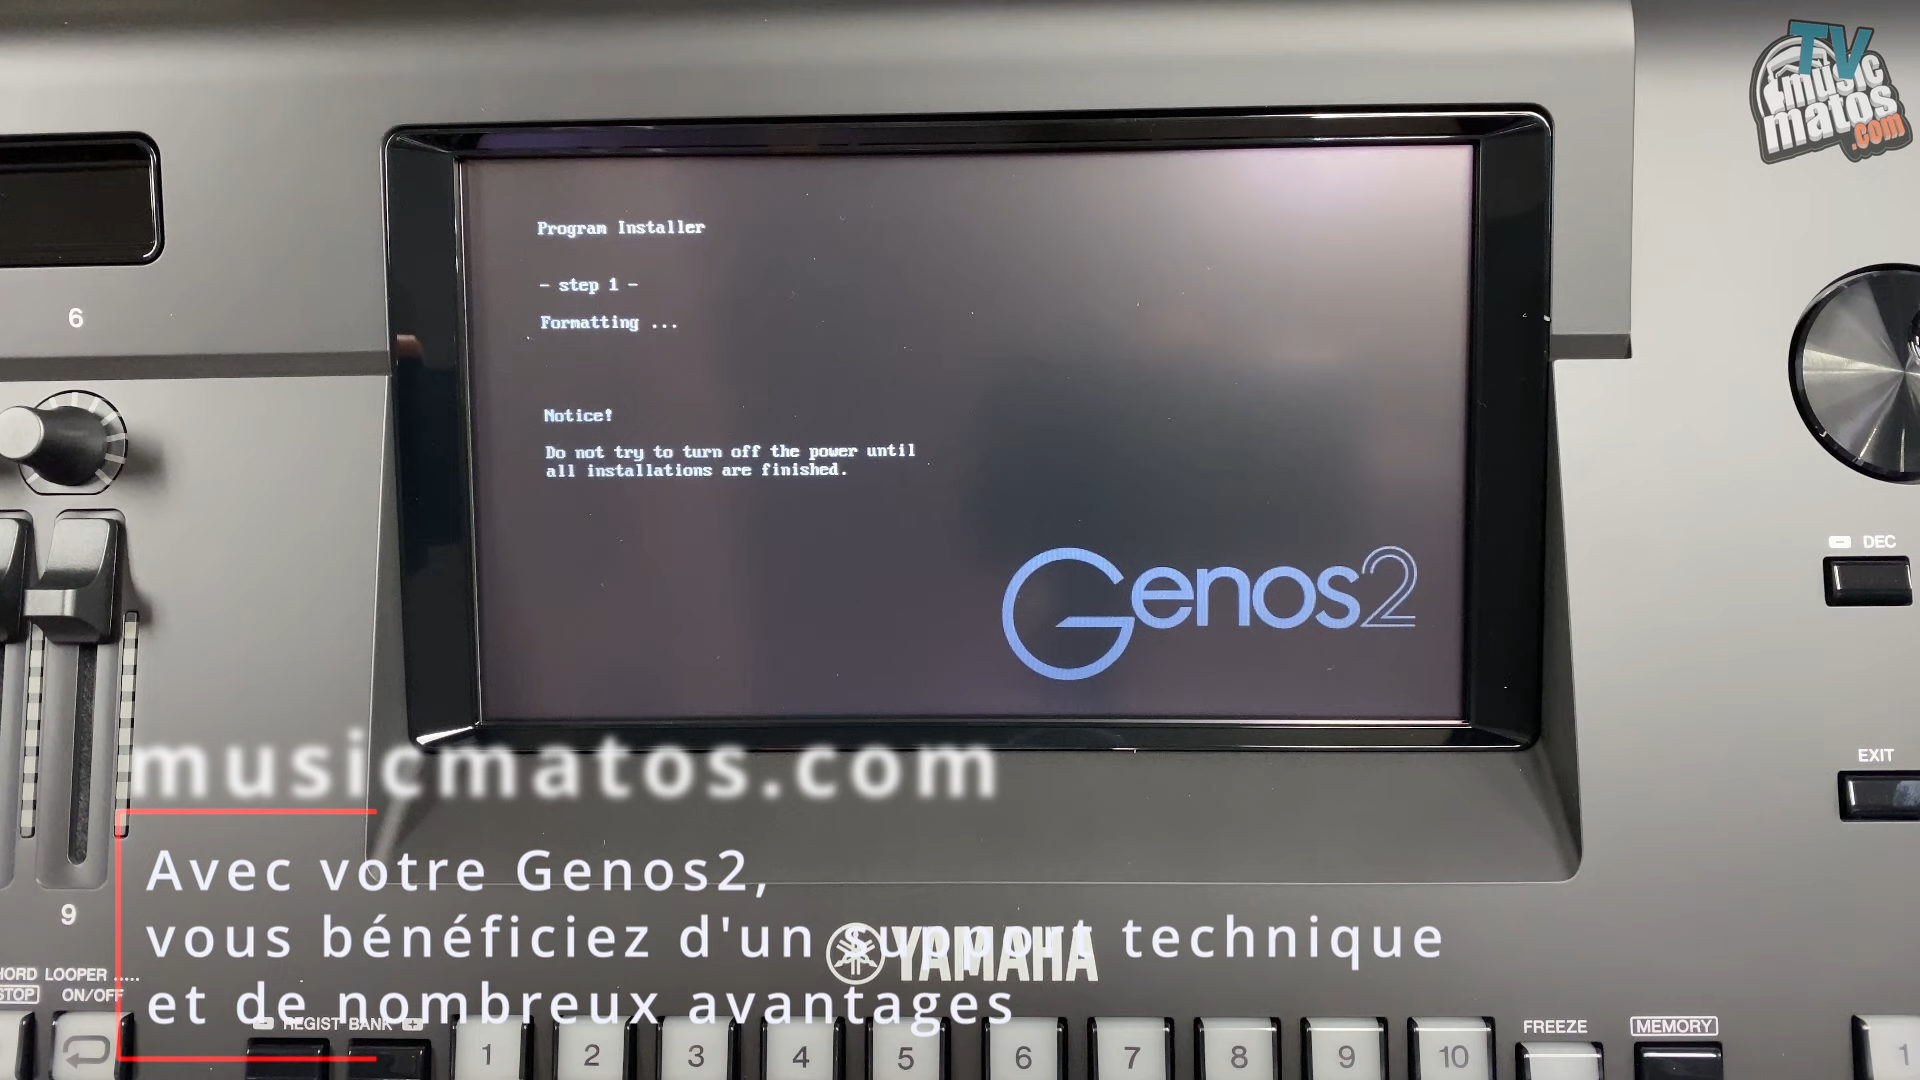 TV
music
matos
.com
6
Program Installer
- step 1 -
Formatting ...
Notice!
Do not try to turn off the power until
all installations are finished.
Genos2
- DEC
EXIT
musicmatos.com
Avec votre Genos2,
vous bénéficiez d'un support technique
et de nombreux avantages
YAMAHA
9
LOOPER .....
STOP ON/OFF
- REGIST BANK +
1 2 3 4 5 6 7 8 9 10
FREEZE
MEMORY
1